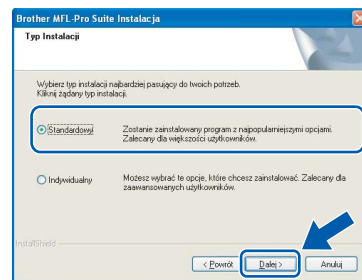 Brother MFL-Pro Suite Instalacja
Typ Instalacji
Wybierz typ instalacji najbardziej pasujący do twoich potrzeb.
Kliknij żądany typ instalacji.
Standardowy
Zostanie zainstalowany program z najpopularniejszymi opcjami.
Zalecany dla większości użytkowników.
Indywidualny
Możesz wybrać te opcje, które chcesz zainstalować. Zalecany dla
zaawansowanych użytkowników.
InstallShield
< Powrót
Dalej >
Anuluj